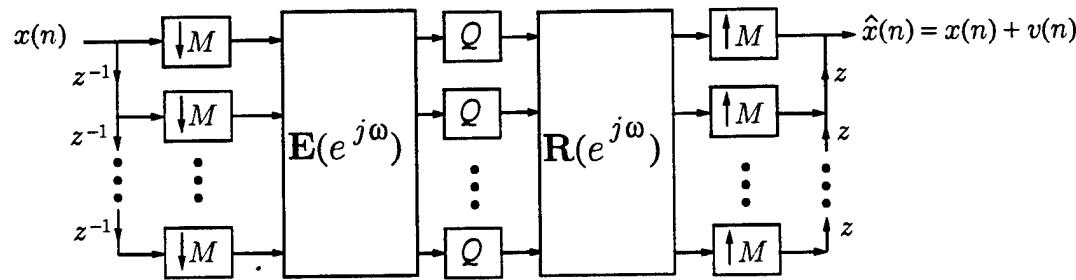 x(n) ↓M Q ↑M x̂(n) = x(n) + v(n)
z⁻¹ z
↓M Q ↑M
z⁻¹ E(e^{jω}) R(e^{jω}) z
z⁻¹ ↓M Q ↑M z